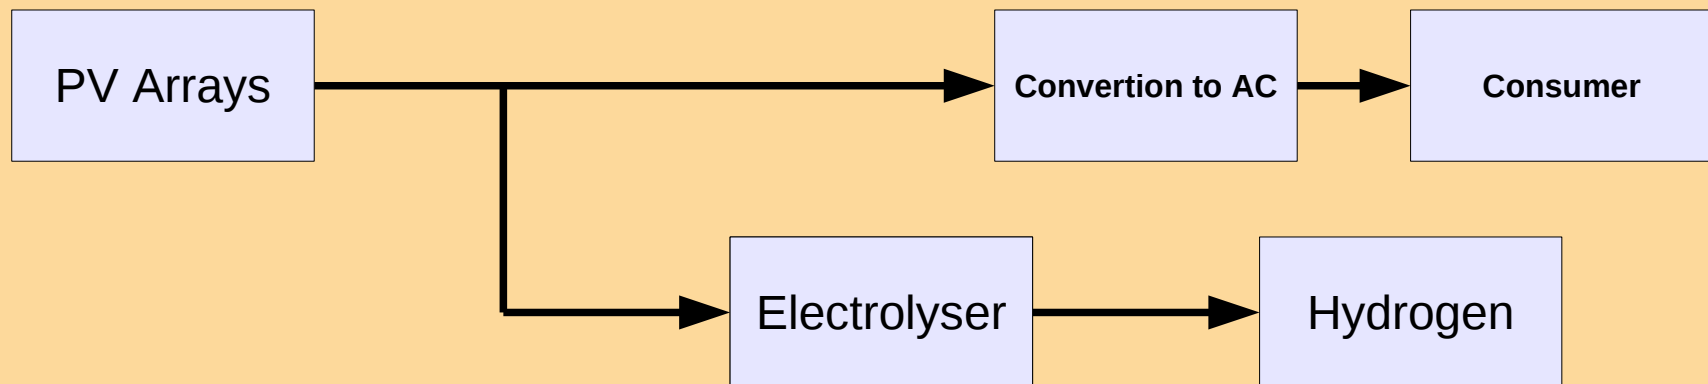 PV Arrays
Convertion to AC
Consumer
Electrolyser
Hydrogen